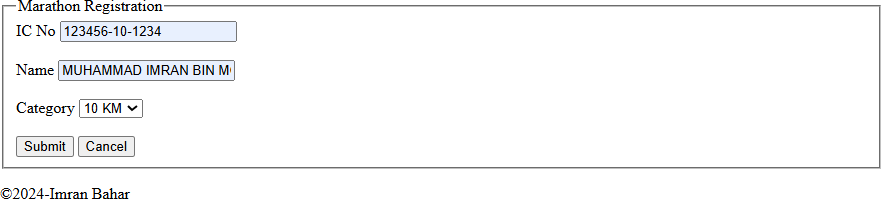 Marathon Registration
IC No 123456-10-1234
Name MUHAMMAD IMRAN BIN
Category 10 KM
Submit Cancel
©2024-Imran Bahar